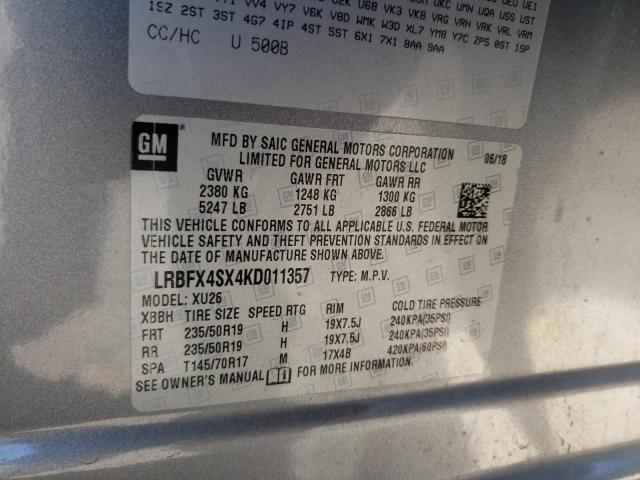 1SZ 2ST 3ST 4G7 4IP 4ST 5ST 6X1 7X1 8AA 9AA
CC/HC U 500B
GM
MFD BY SAIC GENERAL MOTORS CORPORATION
LIMITED FOR GENERAL MOTORS LLC
06/18
GVWR GAWR FRT GAWR RR
2380 KG 1248 KG 1300 KG
5247 LB 2751 LB 2866 LB
THIS VEHICLE CONFORMS TO ALL APPLICABLE U.S. FEDERAL MOTOR
VEHICLE SAFETY AND THEFT PREVENTION STANDARDS IN EFFECT ON
THE DATE OF MANUFACTURE SHOWN ABOVE.
LRBFX4SX4KD011357 TYPE: M.P.V.
MODEL: XU26
XBBH TIRE SIZE SPEED RTG RIM COLD TIRE PRESSURE
FRT 235/50R19 H 19X7.5J 240KPA(35PSI)
RR 235/50R19 H 19X7.5J 240KPA(35PSI)
SPA T145/70R17 M 17X4B 420KPA(60PSI)
SEE OWNER'S MANUAL FOR MORE INFORMATION.